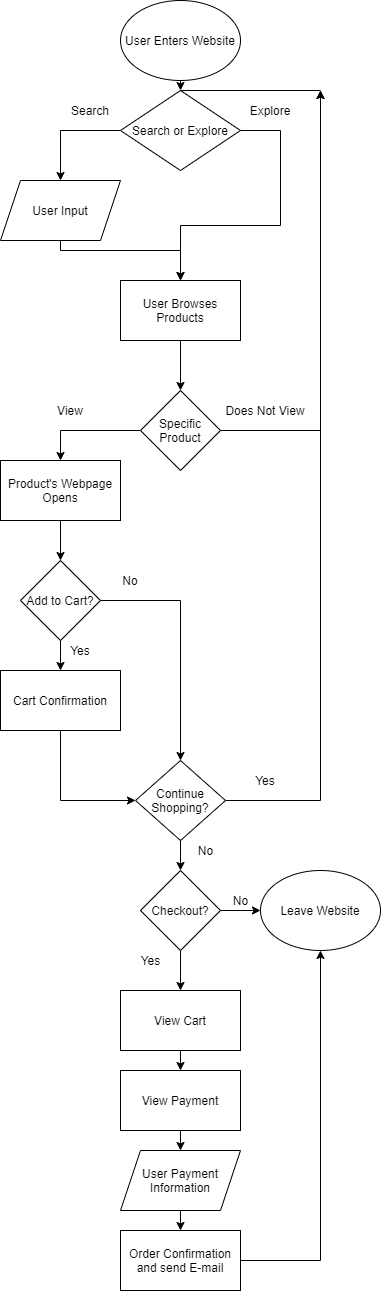 User Enters Website
Search
Explore
Search or Explore
User Input
User Browses
Products
View
Does Not View
Specific
Product
Product's Webpage
Opens
No
Add to Cart?
Yes
Cart Confirmation
Continue
Shopping?
Yes
No
Checkout?
No
Leave Website
Yes
View Cart
View Payment
User Payment
Information
Order Confirmation
and send E-mail